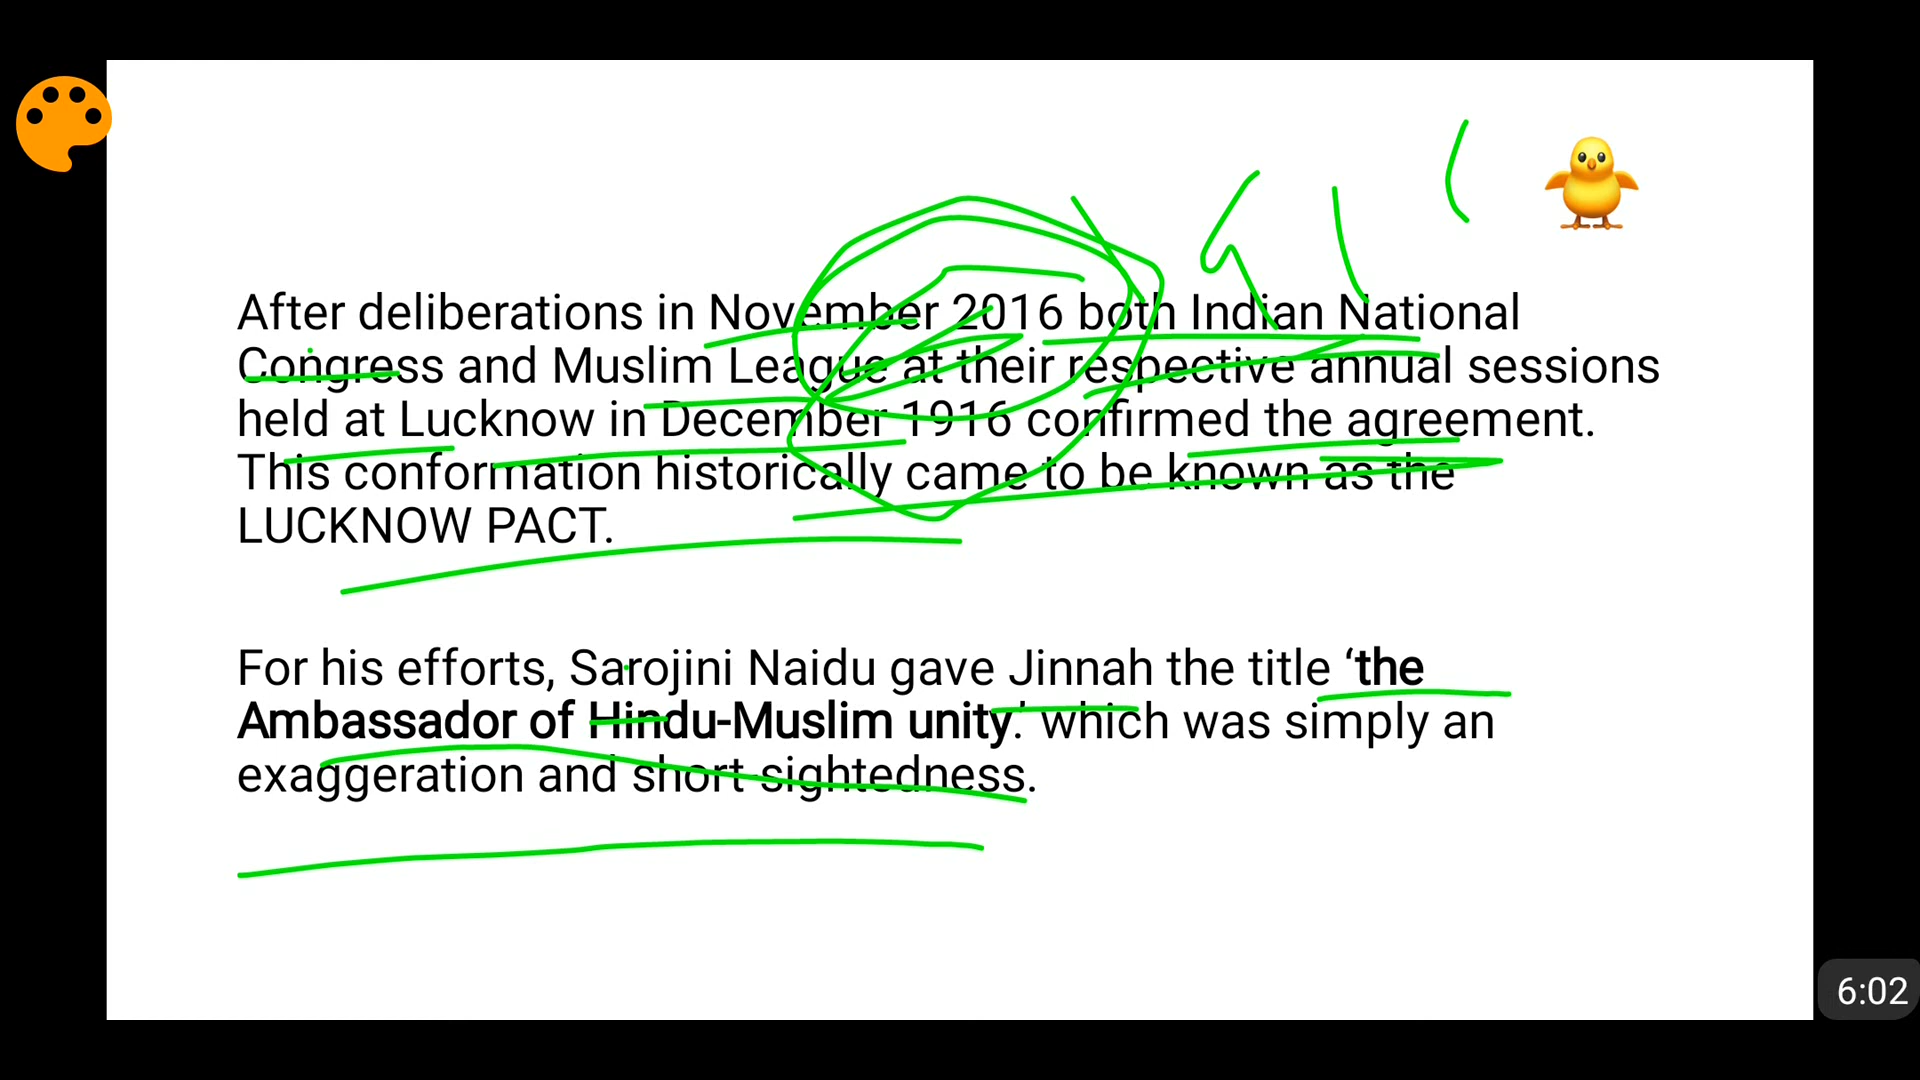 After deliberations in November 2016 both Indian National
Congress and Muslim League at their respective annual sessions
held at Lucknow in December 1916 confirmed the agreement.
This conformation historically came to be known as the
LUCKNOW PACT.
For his efforts, Sarojini Naidu gave Jinnah the title ‘the
Ambassador of Hindu-Muslim unity.’ which was simply an
exaggeration and short-sightedness.
6:02